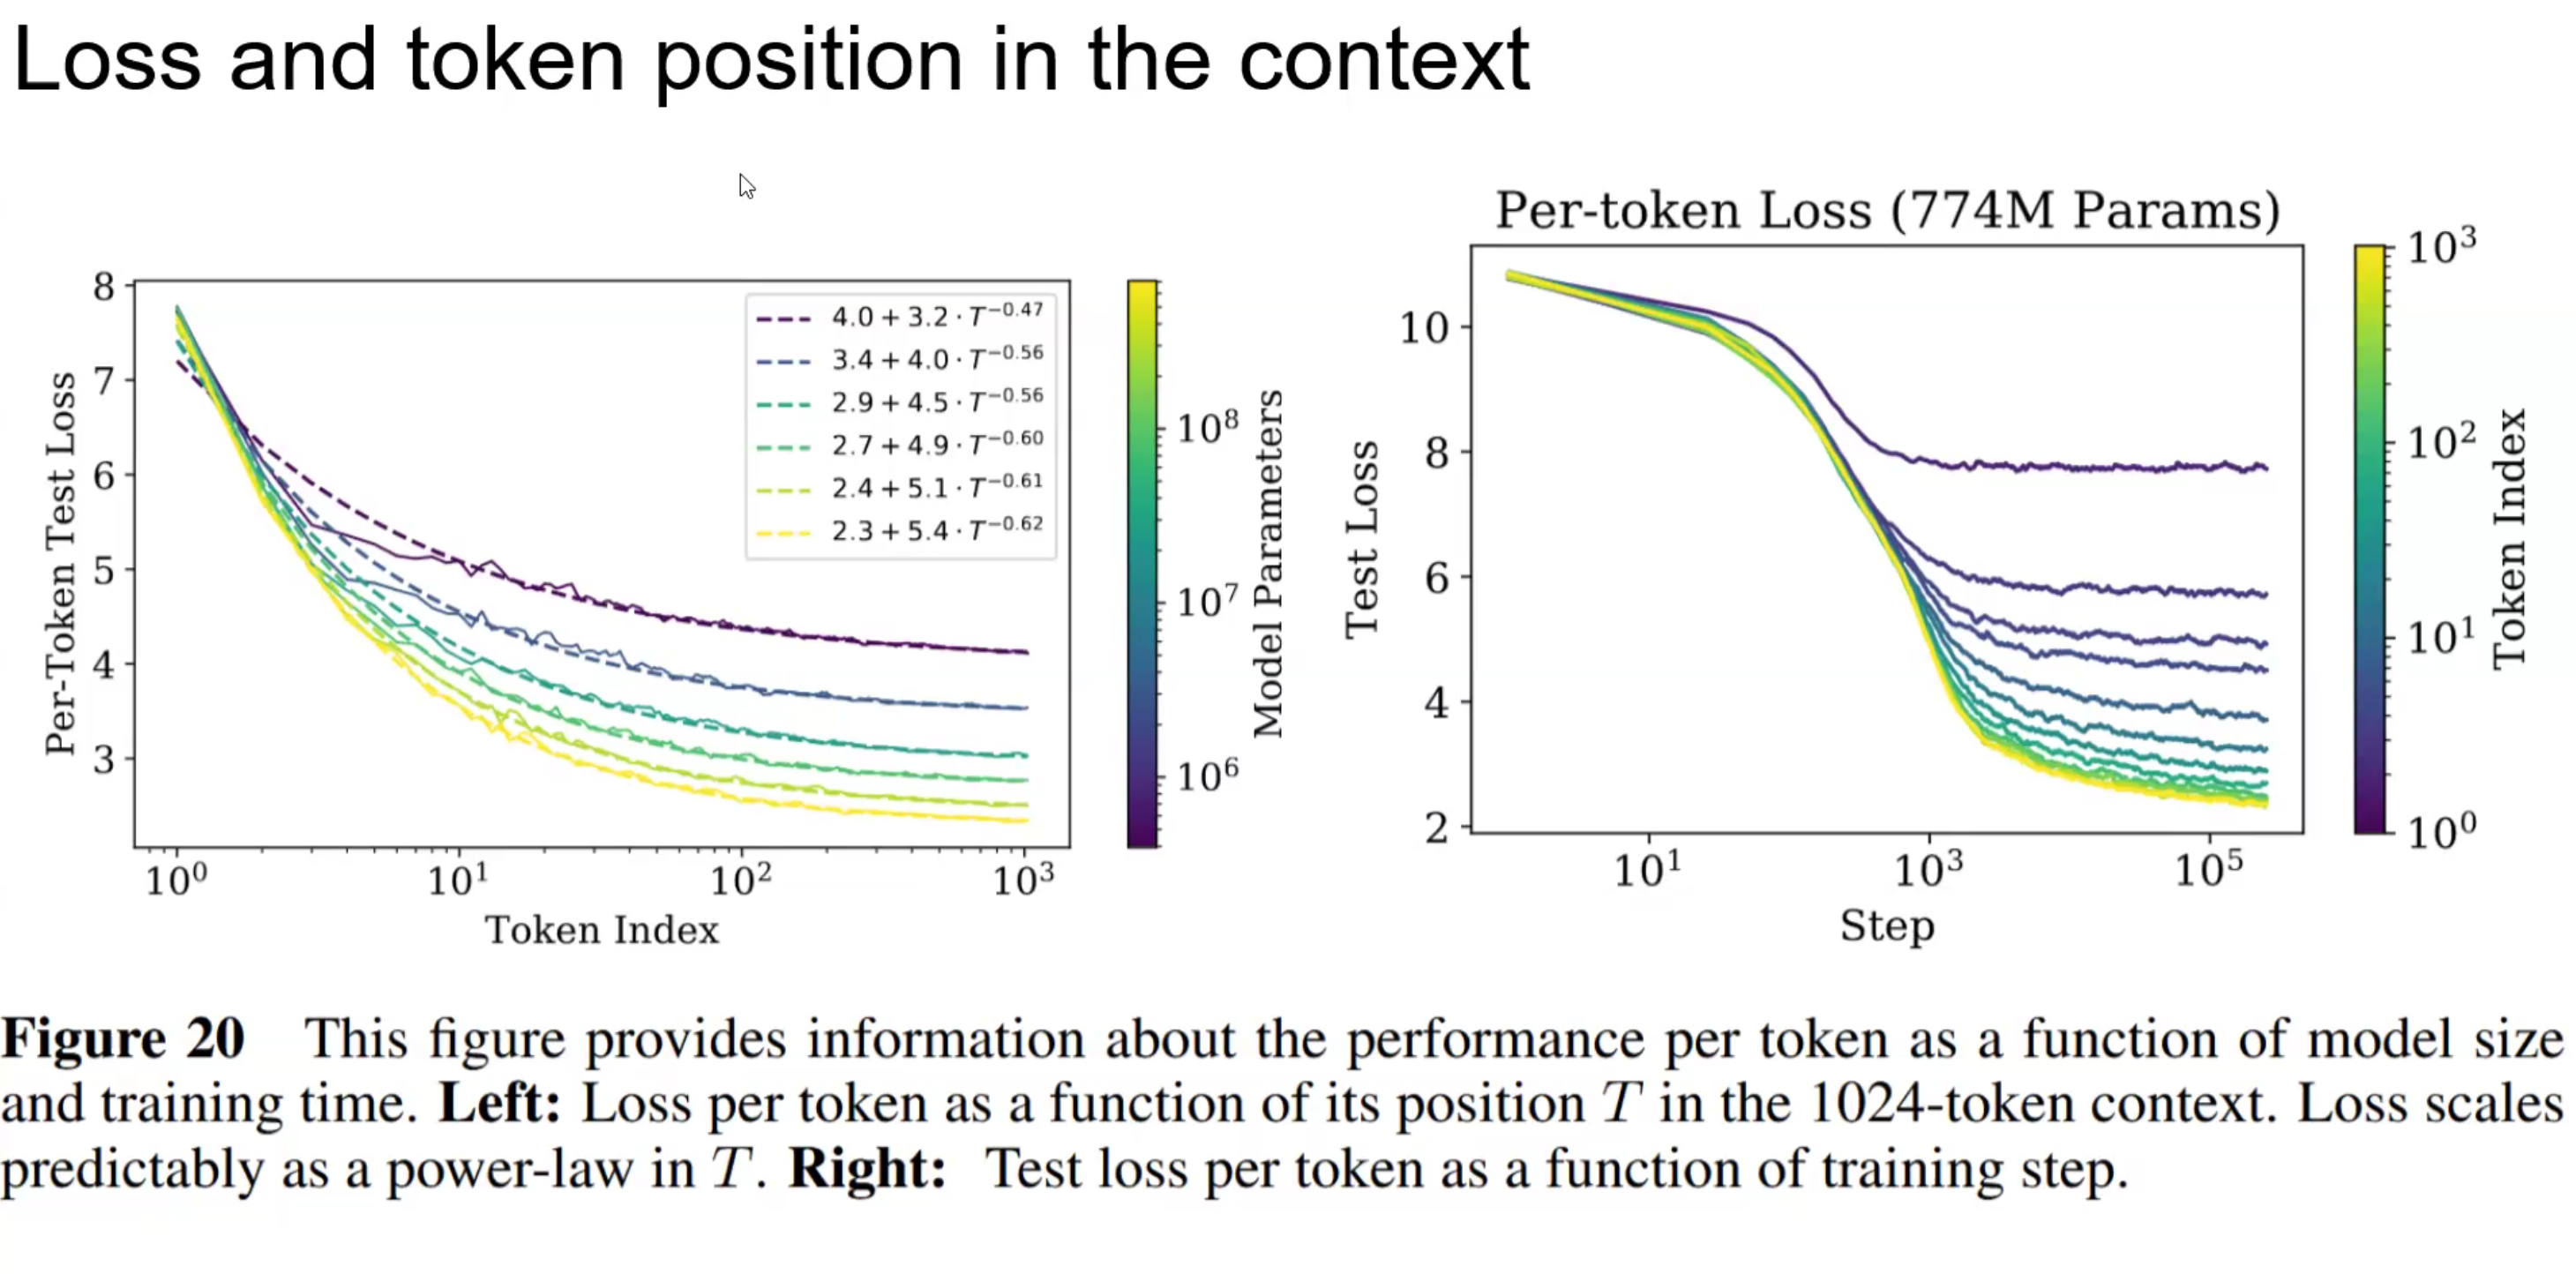 Loss and token position in the context
8
7
6
5
4
3
Per-Token Test Loss
4.0 + 3.2 · T^−0.47
3.4 + 4.0 · T^−0.56
2.9 + 4.5 · T^−0.56
2.7 + 4.9 · T^−0.60
2.4 + 5.1 · T^−0.61
2.3 + 5.4 · T^−0.62
10^0 10^1 10^2 10^3
Token Index
10^8
10^7
10^6
Model Parameters
Per-token Loss (774M Params)
10
8
6
4
2
Test Loss
10^1 10^3 10^5
Step
10^3
10^2
10^1
10^0
Token Index
Figure 20 This figure provides information about the performance per token as a function of model size
and training time. Left: Loss per token as a function of its position T in the 1024-token context. Loss scales
predictably as a power-law in T. Right: Test loss per token as a function of training step.